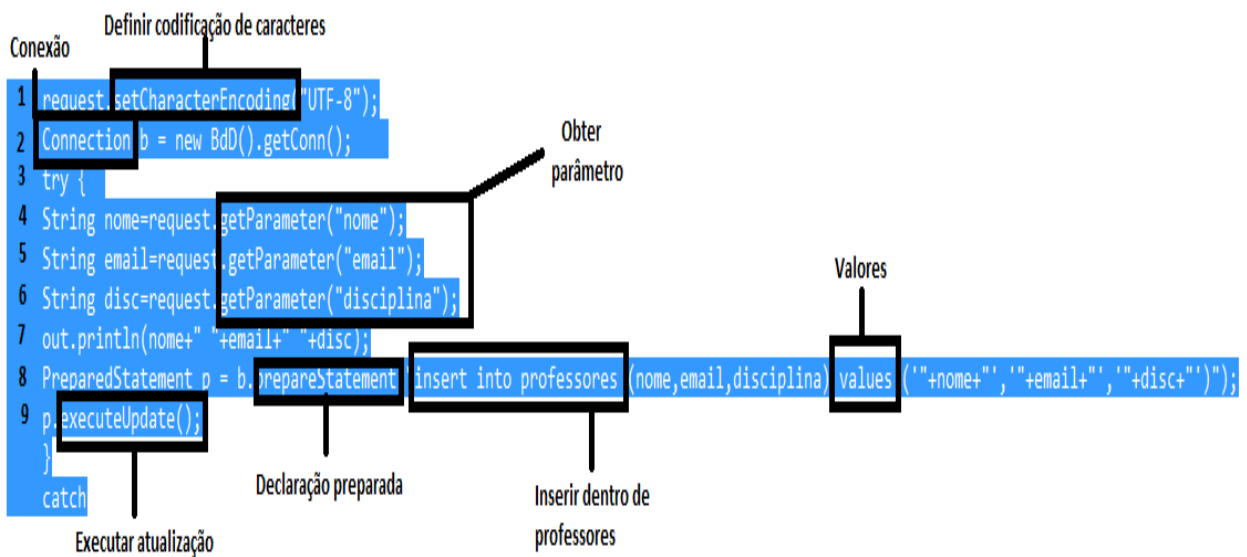 Definir codificação de caracteres
Conexão
1 request.setCharacterEncoding("UTF-8");
2 Connection b = new BdD().getConn();
3 try {
Obter
parâmetro
4 String nome=request.getParameter("nome");
5 String email=request.getParameter("email");
6 String disc=request.getParameter("disciplina");
Valores
7 out.println(nome+" "+email+" "+disc);
8 PreparedStatement p = b.prepareStatement("insert into professores (nome,email,disciplina) values ('"+nome+"','"+email+"','"+disc+"')");
9 p.executeUpdate();
}
catch
Declaração preparada
Inserir dentro de
professores
Executar atualização